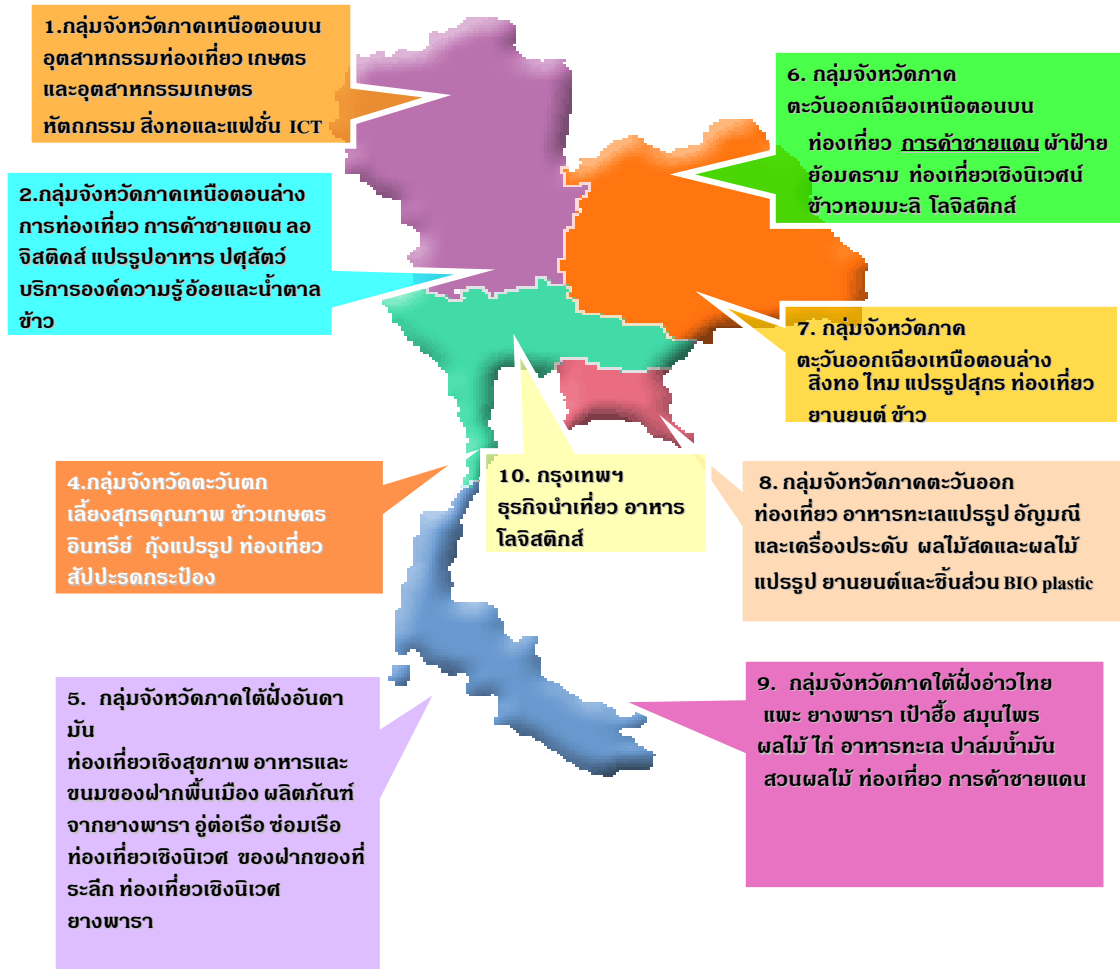 1.กลุ่มจังหวัดภาคเหนือตอนบน
อุตสาหกรรมท่องเที่ยว เกษตร
และอุตสาหกรรมเกษตร
หัตถกรรม สิ่งทอและแฟชั่น ICT
2.กลุ่มจังหวัดภาคเหนือตอนล่าง
การท่องเที่ยว การค้าชายแดน ลอ
จิสติคส์ แปรรูปอาหาร ปศุสัตว์
บริการองค์ความรู้ อ้อยและน้ำตาล
ข้าว
6. กลุ่มจังหวัดภาค
ตะวันออกเฉียงเหนือตอนบน
ท่องเที่ยว การค้าชายแดน ผ้าฝ้าย
ย้อมคราม ท่องเที่ยวเชิงนิเวศน์
ข้าวหอมมะลิ โลจิสติกส์
7. กลุ่มจังหวัดภาค
ตะวันออกเฉียงเหนือตอนล่าง
สิ่งทอ ไหม แปรรูปสุกร ท่องเที่ยว
ยานยนต์ ข้าว
4.กลุ่มจังหวัดตะวันตก
เลี้ยงสุกรคุณภาพ ข้าวเกษตร
อินทรีย์ กุ้งแปรรูป ท่องเที่ยว
สัปปะรดกระป๋อง
10. กรุงเทพฯ
ธุรกิจนำเที่ยว อาหาร
โลจิสติกส์
8. กลุ่มจังหวัดภาคตะวันออก
ท่องเที่ยว อาหารทะเลแปรรูป อัญมณี
และเครื่องประดับ ผลไม้สดและผลไม้
แปรรูป ยานยนต์และชิ้นส่วน BIO plastic
5. กลุ่มจังหวัดภาคใต้ฝั่งอันดา
มัน
ท่องเที่ยวเชิงสุขภาพ อาหารและ
ขนมของฝากพื้นเมือง ผลิตภัณฑ์
จากยางพารา อู่ต่อเรือ ซ่อมเรือ
ท่องเที่ยวเชิงนิเวศ ของฝากของที่
ระลึก ท่องเที่ยวเชิงนิเวศ
ยางพารา
9. กลุ่มจังหวัดภาคใต้ฝั่งอ่าวไทย
แพะ ยางพารา เป๋าฮื้อ สมุนไพร
ผลไม้ ไก่ อาหารทะเล ปาล์มน้ำมัน
สวนผลไม้ ท่องเที่ยว การค้าชายแดน